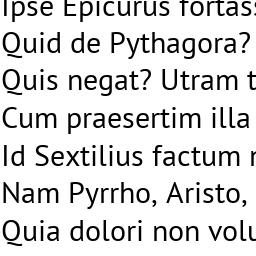 Ipse Epicurus fortass
Quid de Pythagora?
Quis negat? Utram t
Cum praesertim illa
Id Sextilius factum
Nam Pyrrho, Aristo,
Quia dolori non volu